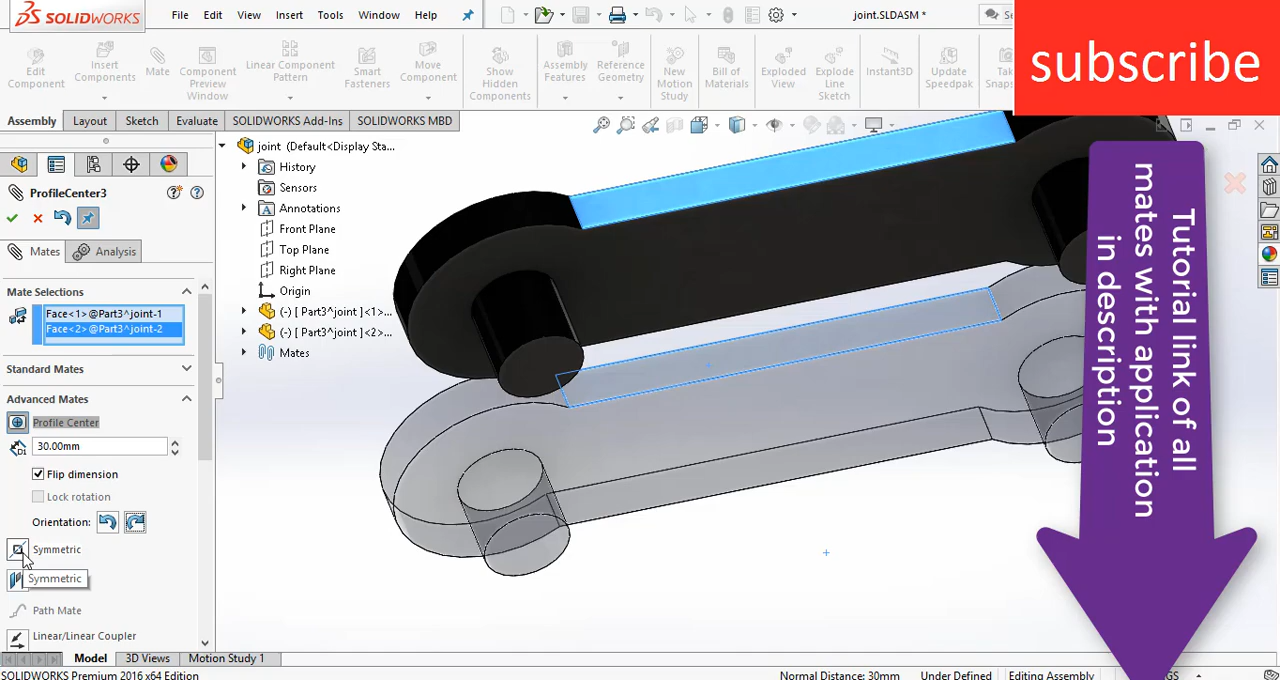 SOLIDWORKS
File Edit View Insert Tools Window Help
joint.SLDASM *
subscribe
Edit Component
Insert Components
Mate
Component Preview Window
Linear Component Pattern
Smart Fasteners
Move Component
Show Hidden Components
Assembly Features
Reference Geometry
New Motion Study
Bill of Materials
Exploded View
Explode Line Sketch
Instant3D
Update Speedpak
Assembly Layout Sketch Evaluate SOLIDWORKS Add-Ins SOLIDWORKS MBD
joint (Default<Display Sta...
History
Sensors
Annotations
Front Plane
Top Plane
Right Plane
Origin
(-) [ Part3^joint ]<1>...
(-) [ Part3^joint ]<2>...
Mates
ProfileCenter3
Mates Analysis
Mate Selections
Face<1> @Part3^joint-1
Face<2> @Part3^joint-2
Standard Mates
Advanced Mates
Profile Center
30.00mm
Flip dimension
Lock rotation
Orientation:
Symmetric
Symmetric
Path Mate
Linear/Linear Coupler
Tutorial link of all
mates with application
in description
Model 3D Views Motion Study 1
SOLIDWORKS Premium 2016 x64 Edition
Normal Distance: 30mm Under Defined Editing Assembly